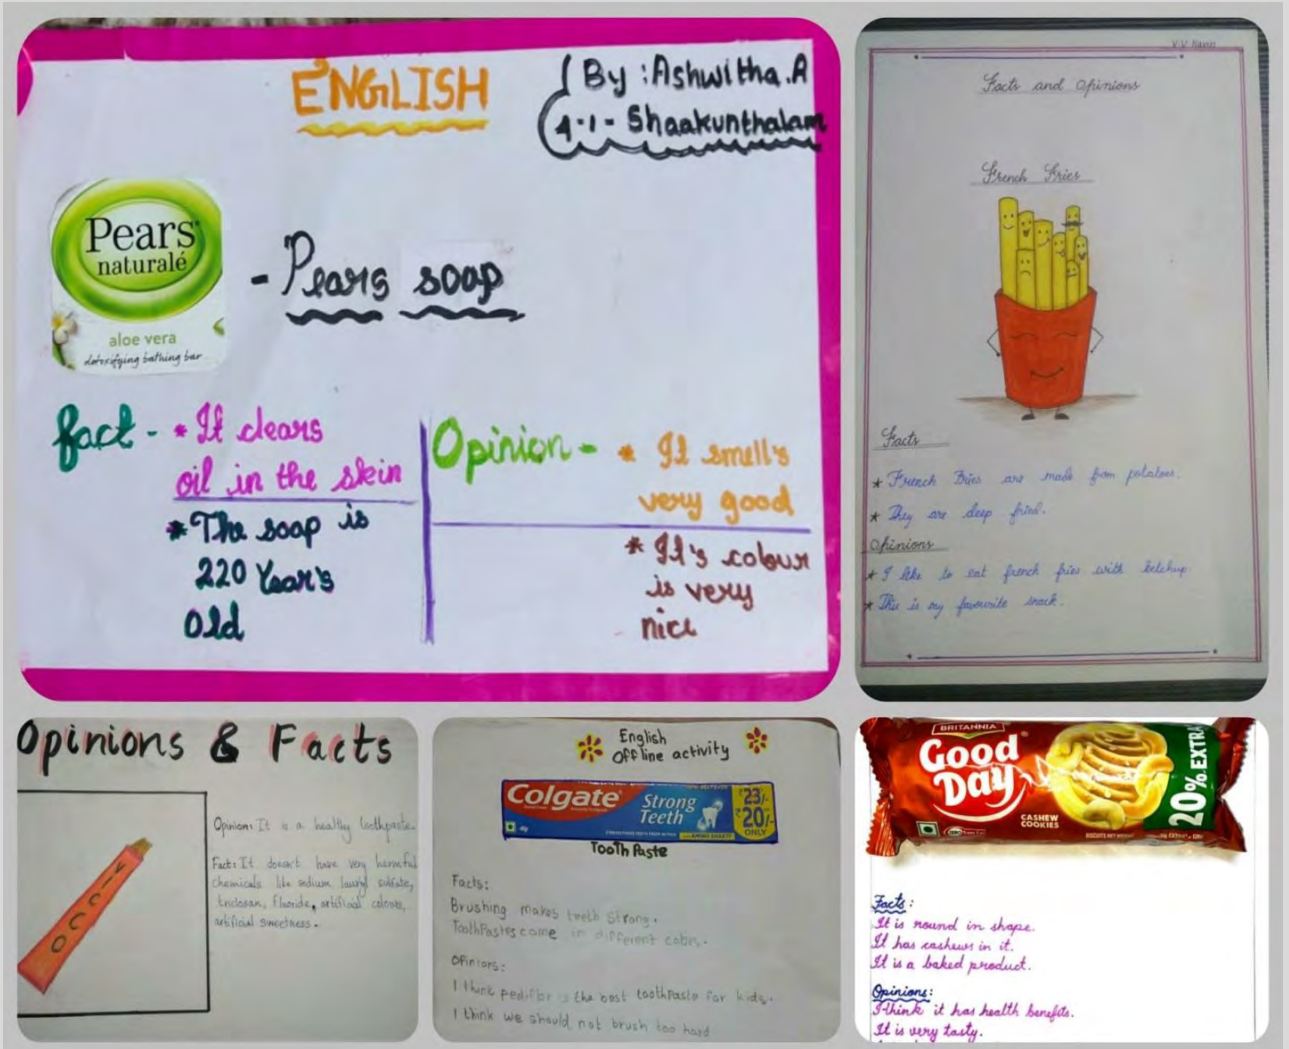 ENGLISH
By : Ashwitha.A
4-1- Shaakunthalam
Pears
naturalé
aloe vera
detoxifying bathing bar
- Pears soap
fact - * It clears
oil in the skin
* The soap is
220 Year's
Old
Opinion - * It smell's
very good
* It's colour
is very
nice
V.V
Facts and Opinions
French Fries
Facts
* French Fries are made from potatoes.
* They are deep fried.
Opinions
* I like to eat french fries with ketchup
* This is my favourite snack.
Opinions & Facts
VICCO
Opinion: It is a healthy toothpaste.
Fact: It doesn't have very harmful
chemicals like sodium lauryl sulfate,
triclosan, fluoride, artificial colours,
artificial sweetness.
English
Offline activity
Colgate
Strong
Teeth
₹23/-
₹20/-
ONLY
Tooth Paste
Facts:
Brushing makes teeth strong.
ToothPastes come in different colors.
Opinions:
I think pediflor is the best toothpaste for kids.
I think we should not brush too hard
BRITANNIA
Good
Day
CASHEW
COOKIES
20% EXTRA
Facts:
It is round in shape.
It has cashews in it.
It is a baked product.
Opinions:
I think it has health benefits.
It is very tasty.